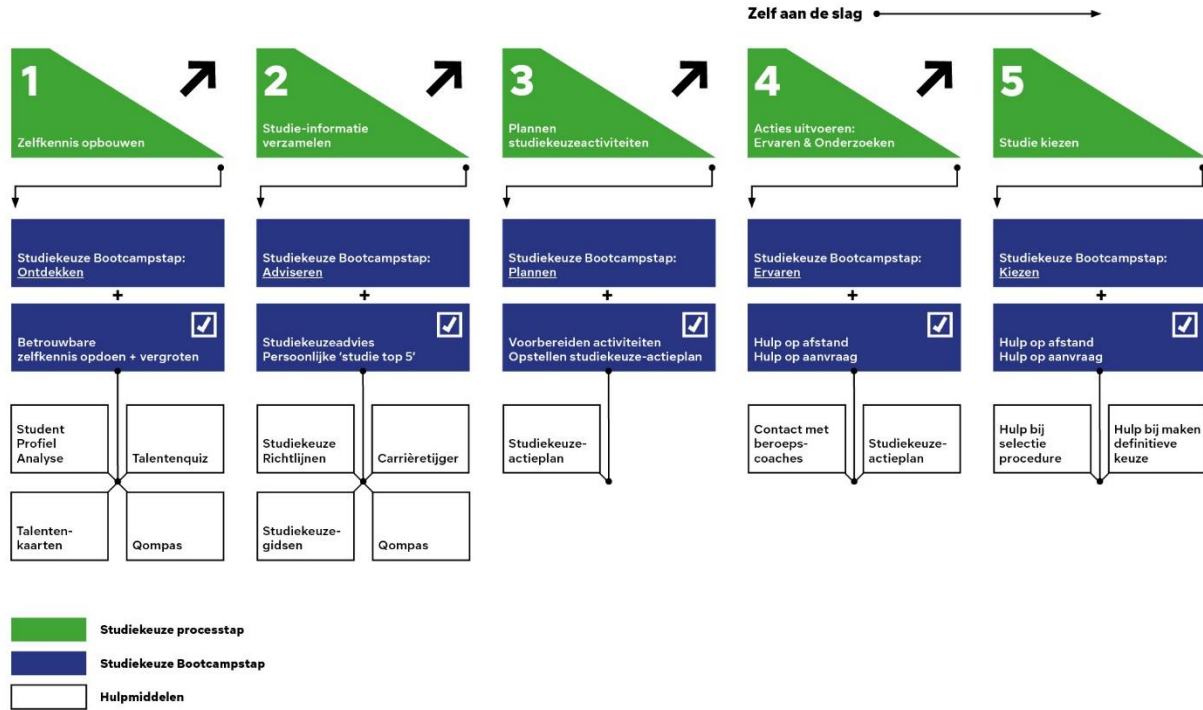 Zelf aan de slag
1
Zelfkennis opbouwen
2
Studie-informatie
verzamelen
3
Plannen
studiekeuzeactiviteiten
4
Acties uitvoeren:
Ervaren & Onderzoeken
5
Studie kiezen
Studiekeuze Bootcampstap:
Ontdekken
Studiekeuze Bootcampstap:
Adviseren
Studiekeuze Bootcampstap:
Plannen
Studiekeuze Bootcampstap:
Ervaren
Studiekeuze Bootcampstap:
Kiezen
+
+
+
+
+
Betrouwbare
zelfkennis opdoen + vergroten
Studiekeuzeadvies
Persoonlijke ‘studie top 5’
Voorbereiden activiteiten
Opstellen studiekeuze-actieplan
Hulp op afstand
Hulp op aanvraag
Hulp op afstand
Hulp op aanvraag
Student
Profiel
Analyse
Talentenquiz
Talenten-
kaarten
Qompas
Studiekeuze
Richtlijnen
Carrièretijger
Studiekeuze-
gidsen
Qompas
Studiekeuze-
actieplan
Contact met
beroeps-
coaches
Studiekeuze-
actieplan
Hulp bij
selectie
procedure
Hulp bij maken
definitieve
keuze
Studiekeuze processtap
Studiekeuze Bootcampstap
Hulpmiddelen